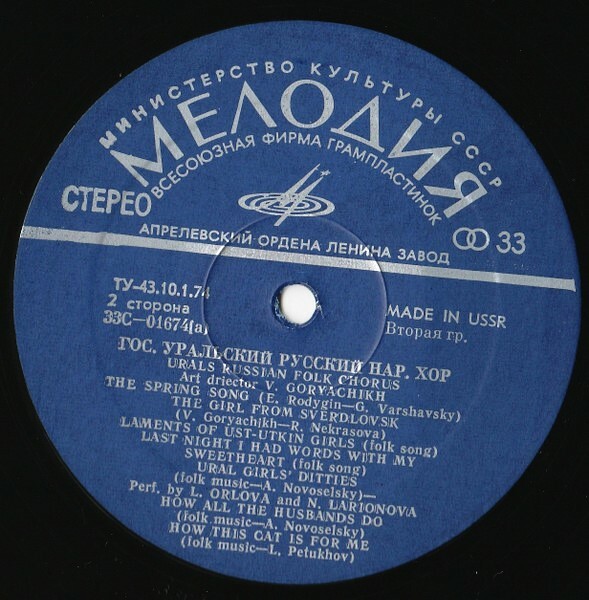 МИНИСТЕРСТВО КУЛЬТУРЫ СССР
МЕЛОДИЯ
ВСЕСОЮЗНАЯ ФИРМА ГРАМПЛАСТИНОК
СТЕРЕО
33
АПРЕЛЕВСКИЙ ОРДЕНА ЛЕНИНА ЗАВОД
ТУ-43.10.1.74
2 сторона
33С—01674(а)
MADE IN USSR
Вторая гр.
ГОС. УРАЛЬСКИЙ РУССКИЙ НАР. ХОР
URALS RUSSIAN FOLK CHORUS
Art driector V. GORYACHIKH
THE SPRING SONG (E. Rodygin—G. Varshavsky)
THE GIRL FROM SVERDLOVSK
(V. Goryachikh—R. Nekrasova)
LAMENTS OF UST-UTKIN GIRLS (folk song)
LAST NIGHT I HAD WORDS WITH MY
SWEETHEART (folk song)
URAL GIRLS' DITTIES
(folk music—A. Novoselsky)—
Perf. by L. ORLOVA and N. LARIONOVA
HOW ALL THE HUSBANDS DO
(folk music—A. Novoselsky)
HOW THIS CAT IS FOR ME
(folk music—L. Petukhov)